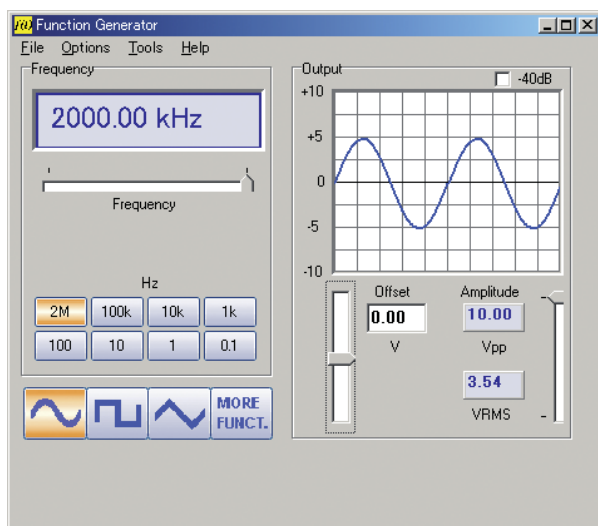 f(t) Function Generator
File Options Tools Help
Frequency
2000.00 kHz
Frequency
Hz
2M 100k 10k 1k
100 10 1 0.1
MORE
FUNCT.
Output
-40dB
+10
+5
0
-5
-10
Offset
0.00
V
Amplitude
10.00
Vpp
3.54
VRMS